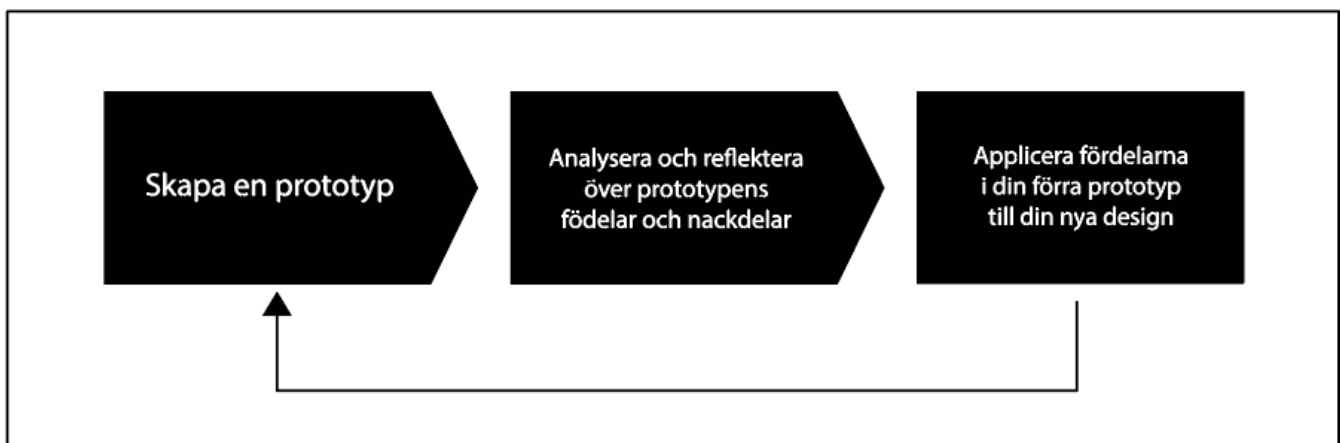 Skapa en prototyp
Analysera och reflektera
över prototypens
födelar och nackdelar
Applicera fördelarna
i din förra prototyp
till din nya design